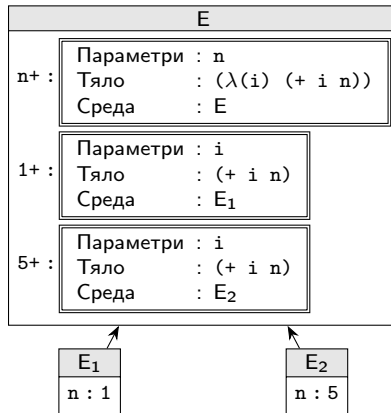 E
n+ :
Параметри : n
Тяло : (λ(i) (+ i n))
Среда : E
1+ :
Параметри : i
Тяло : (+ i n)
Среда : E₁
5+ :
Параметри : i
Тяло : (+ i n)
Среда : E₂
E₁
n : 1
E₂
n : 5